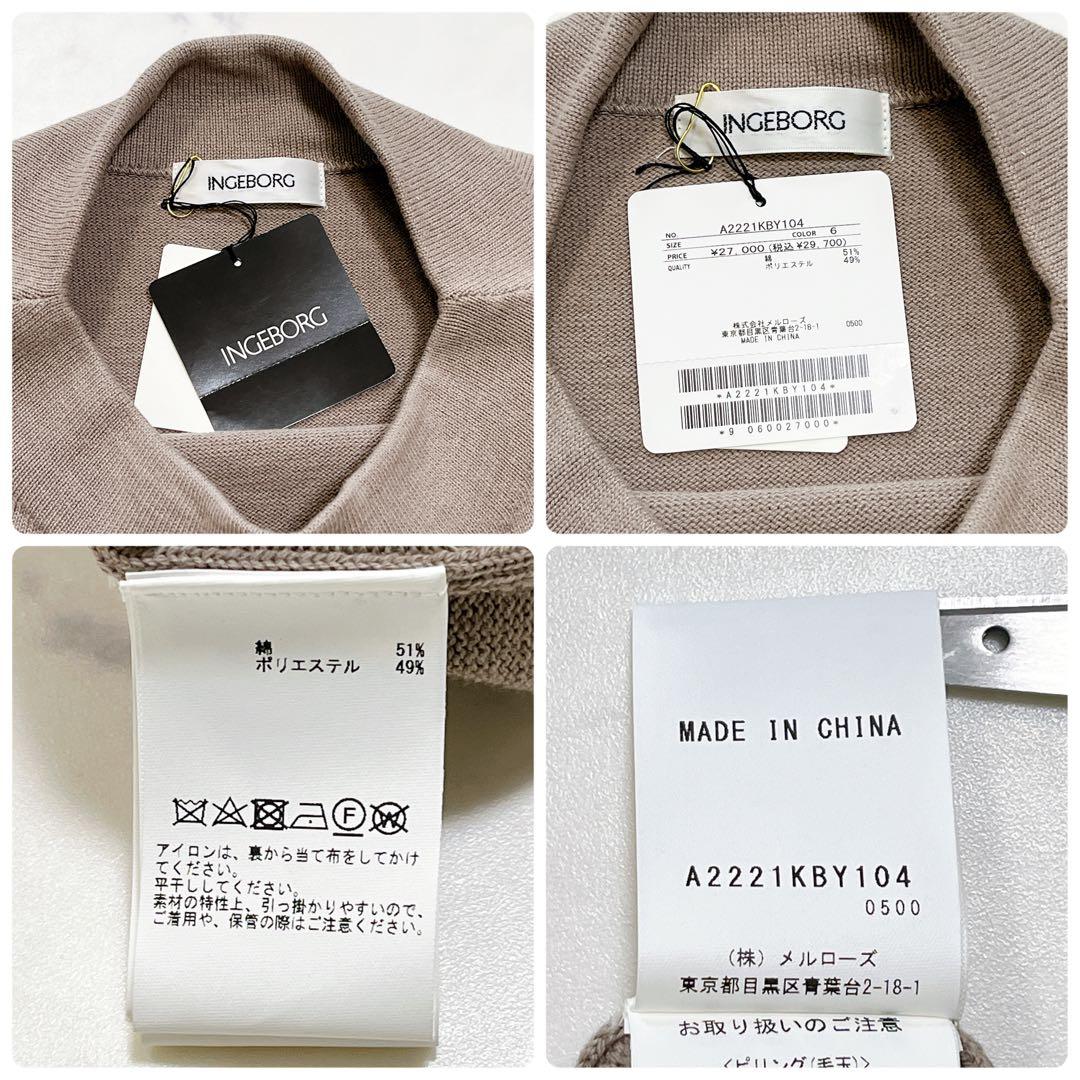 INGEBORG
INGEBORG
INGEBORG
NO. A2221KBY104
SIZE COLOR 6
PRICE ¥27,000(税込¥29,700)
QUALITY 綿 51%
ポリエステル 49%
株式会社メルローズ 0500
東京都目黒区青葉台2-18-1
MADE IN CHINA
*A2221KBY104*
*9 060027000*
綿 51%
ポリエステル 49%
F W
アイロンは、裏から当て布をしてかけ
てください。
平干ししてください。
素材の特性上、引っ掛かりやすいので、
ご着用や、保管の際はご注意ください。
MADE IN CHINA
A2221KBY104
0500
(株) メルローズ
東京都目黒区青葉台2-18-1
お取り扱いのご注意
<ピリング(毛玉)>